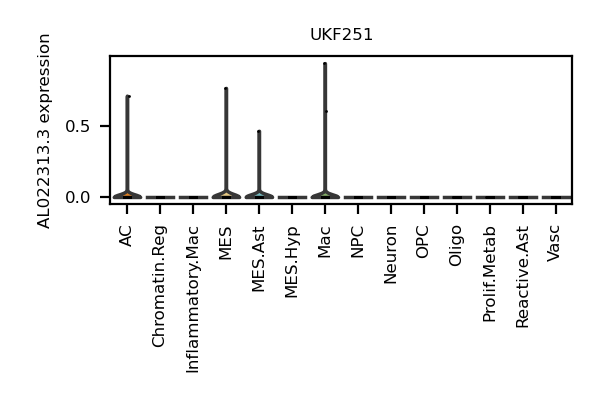 UKF251
AL022313.3 expression
0.5
0.0
AC
Chromatin.Reg
Inflammatory.Mac
MES
MES.Ast
MES.Hyp
Mac
NPC
Neuron
OPC
Oligo
Prolif.Metab
Reactive.Ast
Vasc